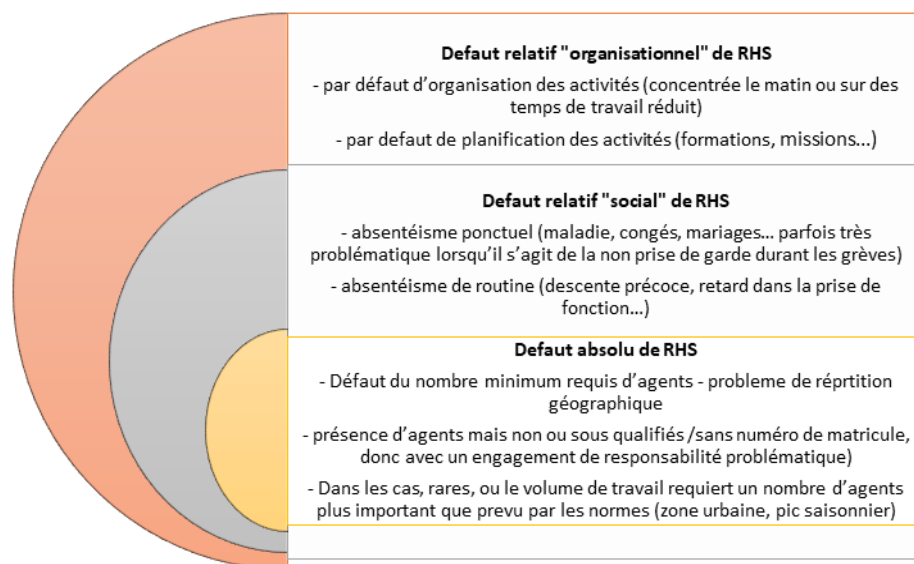 Defaut relatif "organisationnel" de RHS
- par défaut d'organisation des activités (concentrée le matin ou sur des
temps de travail réduit)
- par defaut de planification des activités (formations, missions...)
Defaut relatif "social" de RHS
- absentéisme ponctuel (maladie, congés, mariages... parfois très
problématique lorsqu'il s'agit de la non prise de garde durant les grèves)
- absentéisme de routine (descente précoce, retard dans la prise de
fonction...)
Defaut absolu de RHS
- Défaut du nombre minimum requis d'agents - probleme de réprtition
géographique
- présence d'agents mais non ou sous qualifiés /sans numéro de matricule,
donc avec un engagement de responsabilité problématique)
- Dans les cas, rares, ou le volume de travail requiert un nombre d'agents
plus important que prevu par les normes (zone urbaine, pic saisonnier)